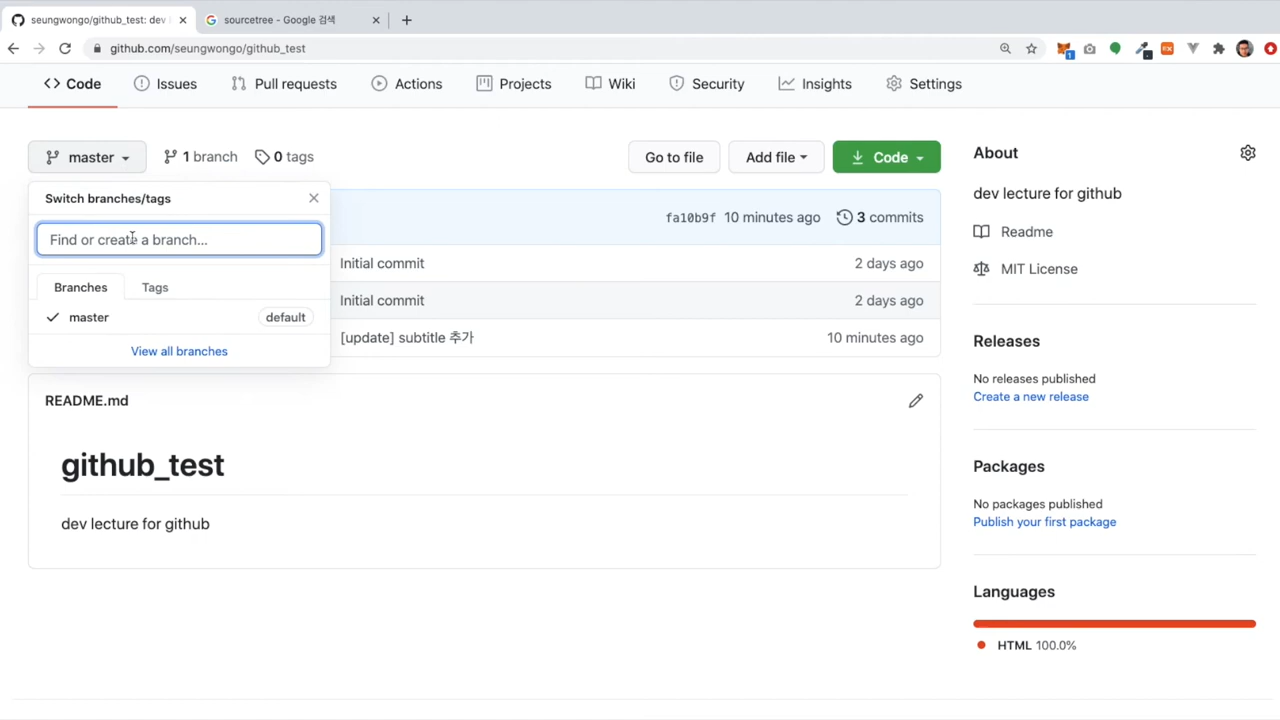 seungwongo/github_test: dev
sourcetree - Google 검색
github.com/seungwongo/github_test
Code
Issues
Pull requests
Actions
Projects
Wiki
Security
Insights
Settings
master
1 branch
0 tags
Go to file
Add file
Code
Switch branches/tags
Find or create a branch...
Branches
Tags
master
default
View all branches
fa10b9f 10 minutes ago
3 commits
Initial commit
2 days ago
Initial commit
2 days ago
[update] subtitle 추가
10 minutes ago
README.md
github_test
dev lecture for github
About
dev lecture for github
Readme
MIT License
Releases
No releases published
Create a new release
Packages
No packages published
Publish your first package
Languages
HTML 100.0%